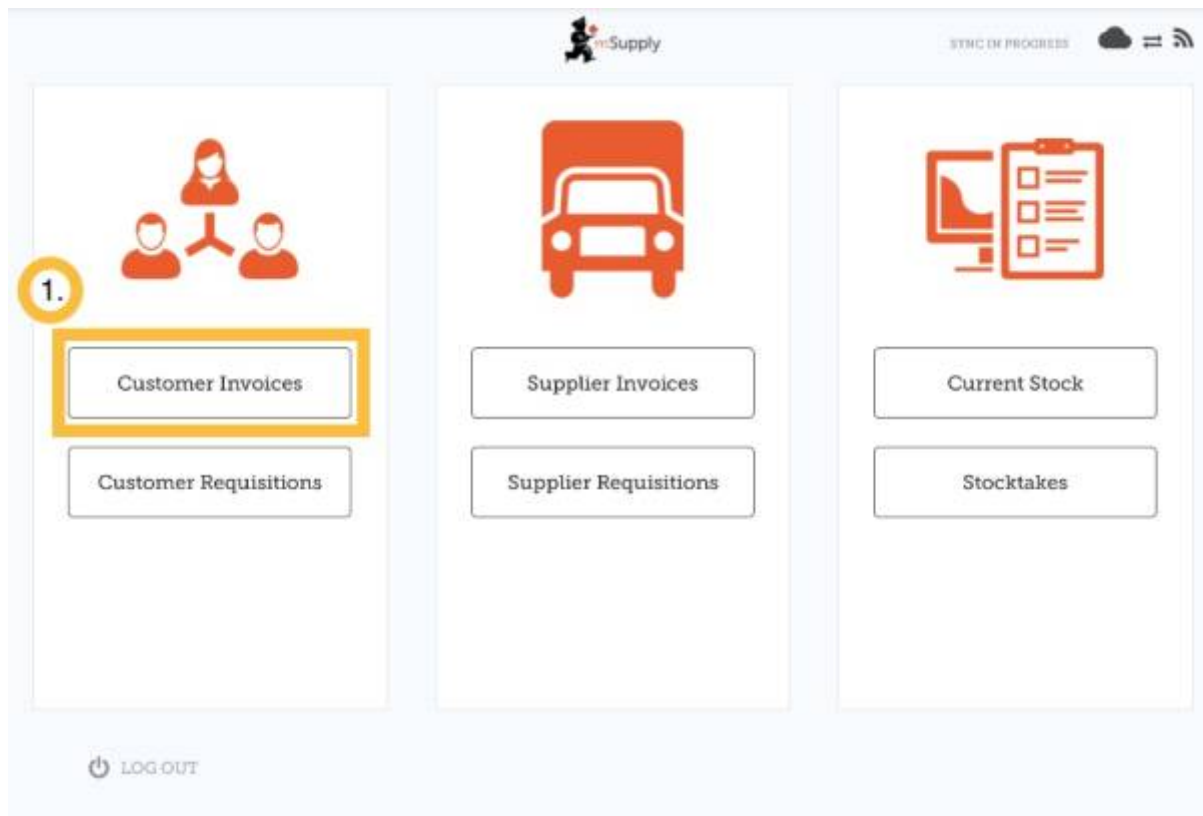 mSupply
SYNC IN PROGRESS
1.
Customer Invoices
Supplier Invoices
Current Stock
Customer Requisitions
Supplier Requisitions
Stocktakes
LOG OUT